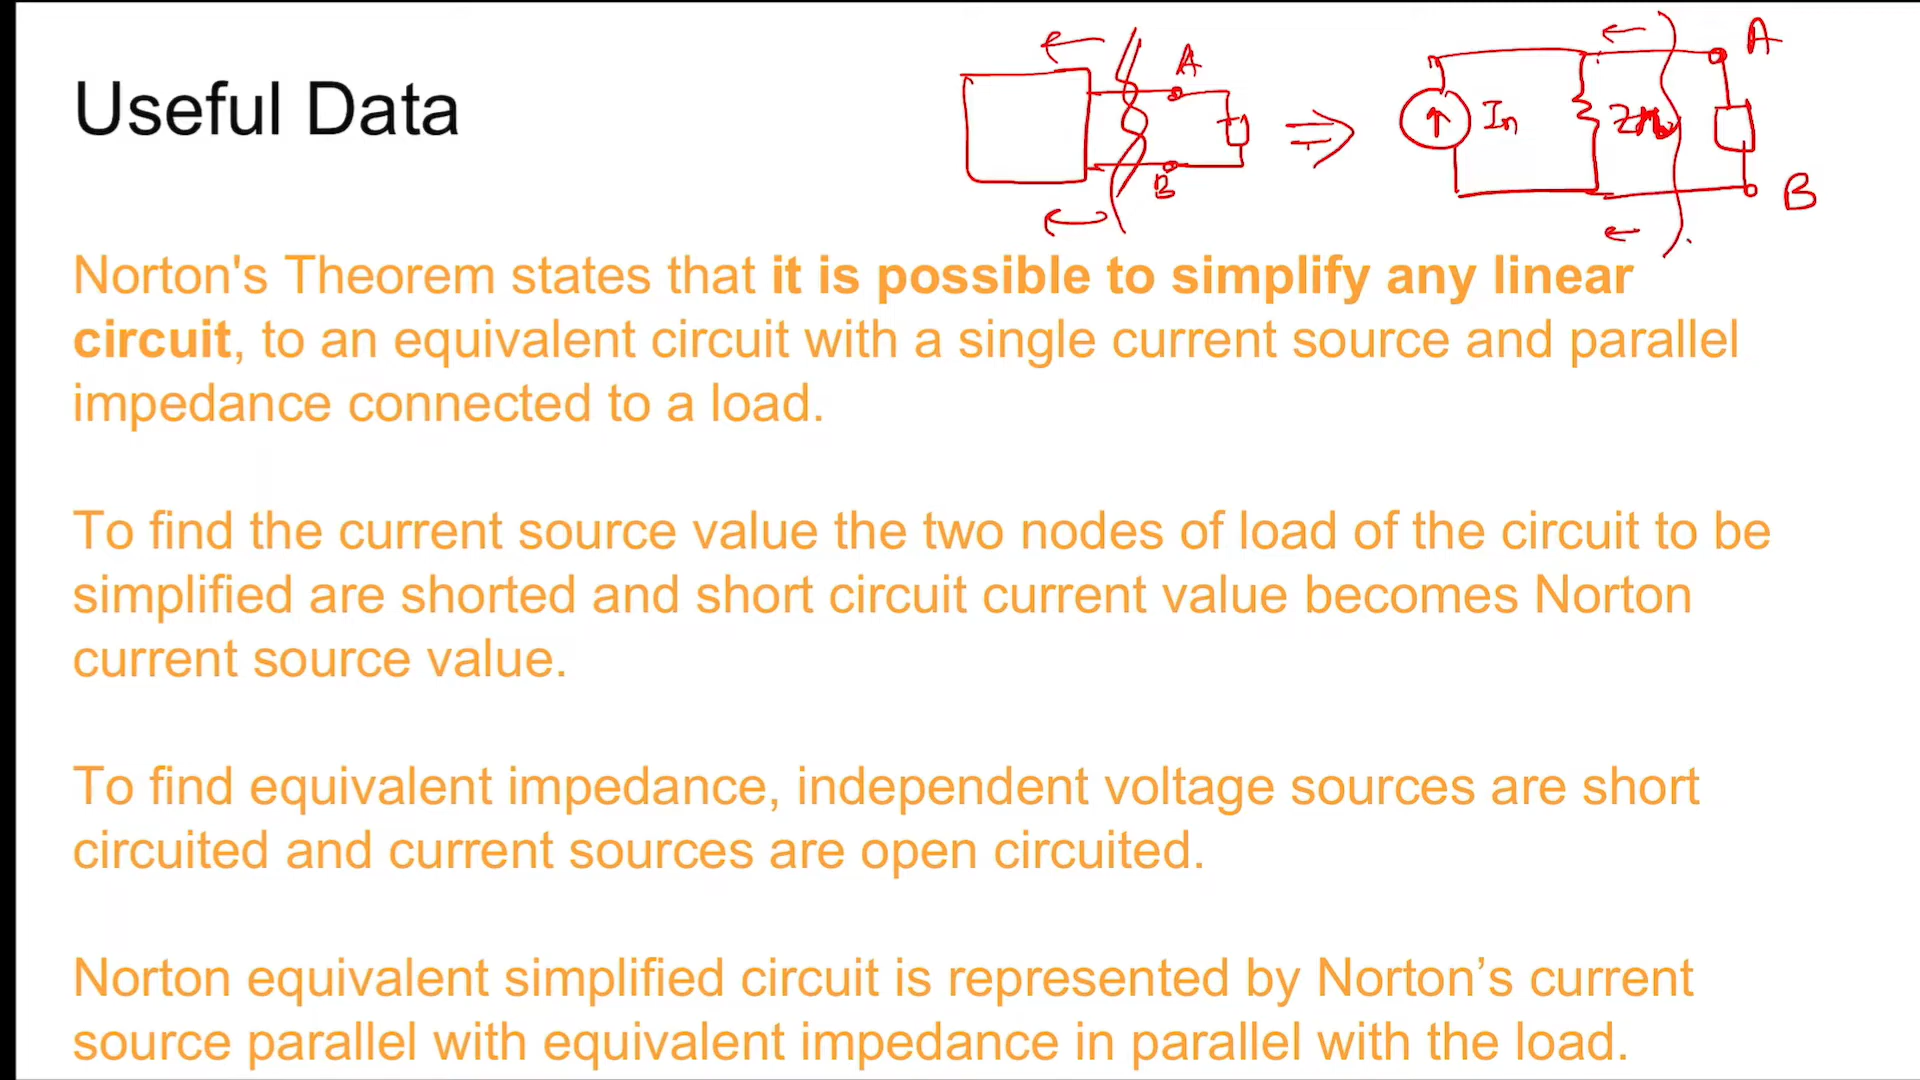 Useful Data
A
B
In
A
B
Norton's Theorem states that it is possible to simplify any linear
circuit, to an equivalent circuit with a single current source and parallel
impedance connected to a load.
To find the current source value the two nodes of load of the circuit to be
simplified are shorted and short circuit current value becomes Norton
current source value.
To find equivalent impedance, independent voltage sources are short
circuited and current sources are open circuited.
Norton equivalent simplified circuit is represented by Norton’s current
source parallel with equivalent impedance in parallel with the load.